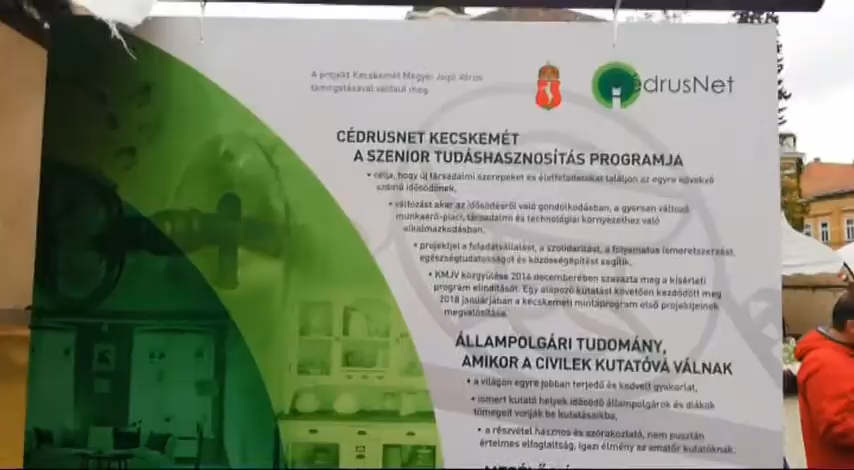 A projekt Kecskemét Megyei Jogú Város
támogatásával valósul meg.
CédrusNet
CÉDRUSNET KECSKEMÉT
A SZENIOR TUDÁSHASZNOSÍTÁS PROGRAMJA
• célja, hogy új társadalmi szerepeket és életfeladatokat találjon az egyre növekvő
számú idősödőnek,
• változást akar az idősödésről való gondolkodásban, a gyorsan változó
munkaerő-piaci, társadalmi és technológiai környezethez való
alkalmazkodásban.
• projektjei a feladatvállalást, a szolidaritást, a folyamatos ismeretszerzést,
egészségtudatosságot és közösségépítést segítik.
• KMJV közgyűlése 2016 decemberében szavazta meg a kísérleti
program elindítását. Egy alapozó kutatást követően kezdődött meg
2018 januárjában a kecskeméti mintaprogram első projektjeinek
megvalósítása.
ÁLLAMPOLGÁRI TUDOMÁNY,
AMIKOR A CIVILEK KUTATÓVÁ VÁLNAK
• a világon egyre jobban terjedő és kedvelt gyakorlat,
• ismert kutató helyek idősödő állampolgárok és diákok
tömegeit vonják be kutatásaikba,
• a részvétel hasznos és szórakoztató, nem pusztán
értelmes elfoglaltság, igazi élmény az amatőr kutatóknak.